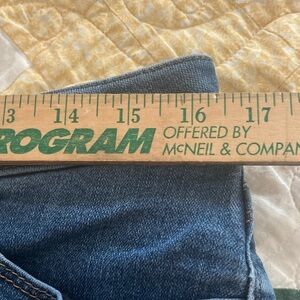 3 14 15 16 17
ROGRAM OFFERED BY
MCNEIL & COMPAN